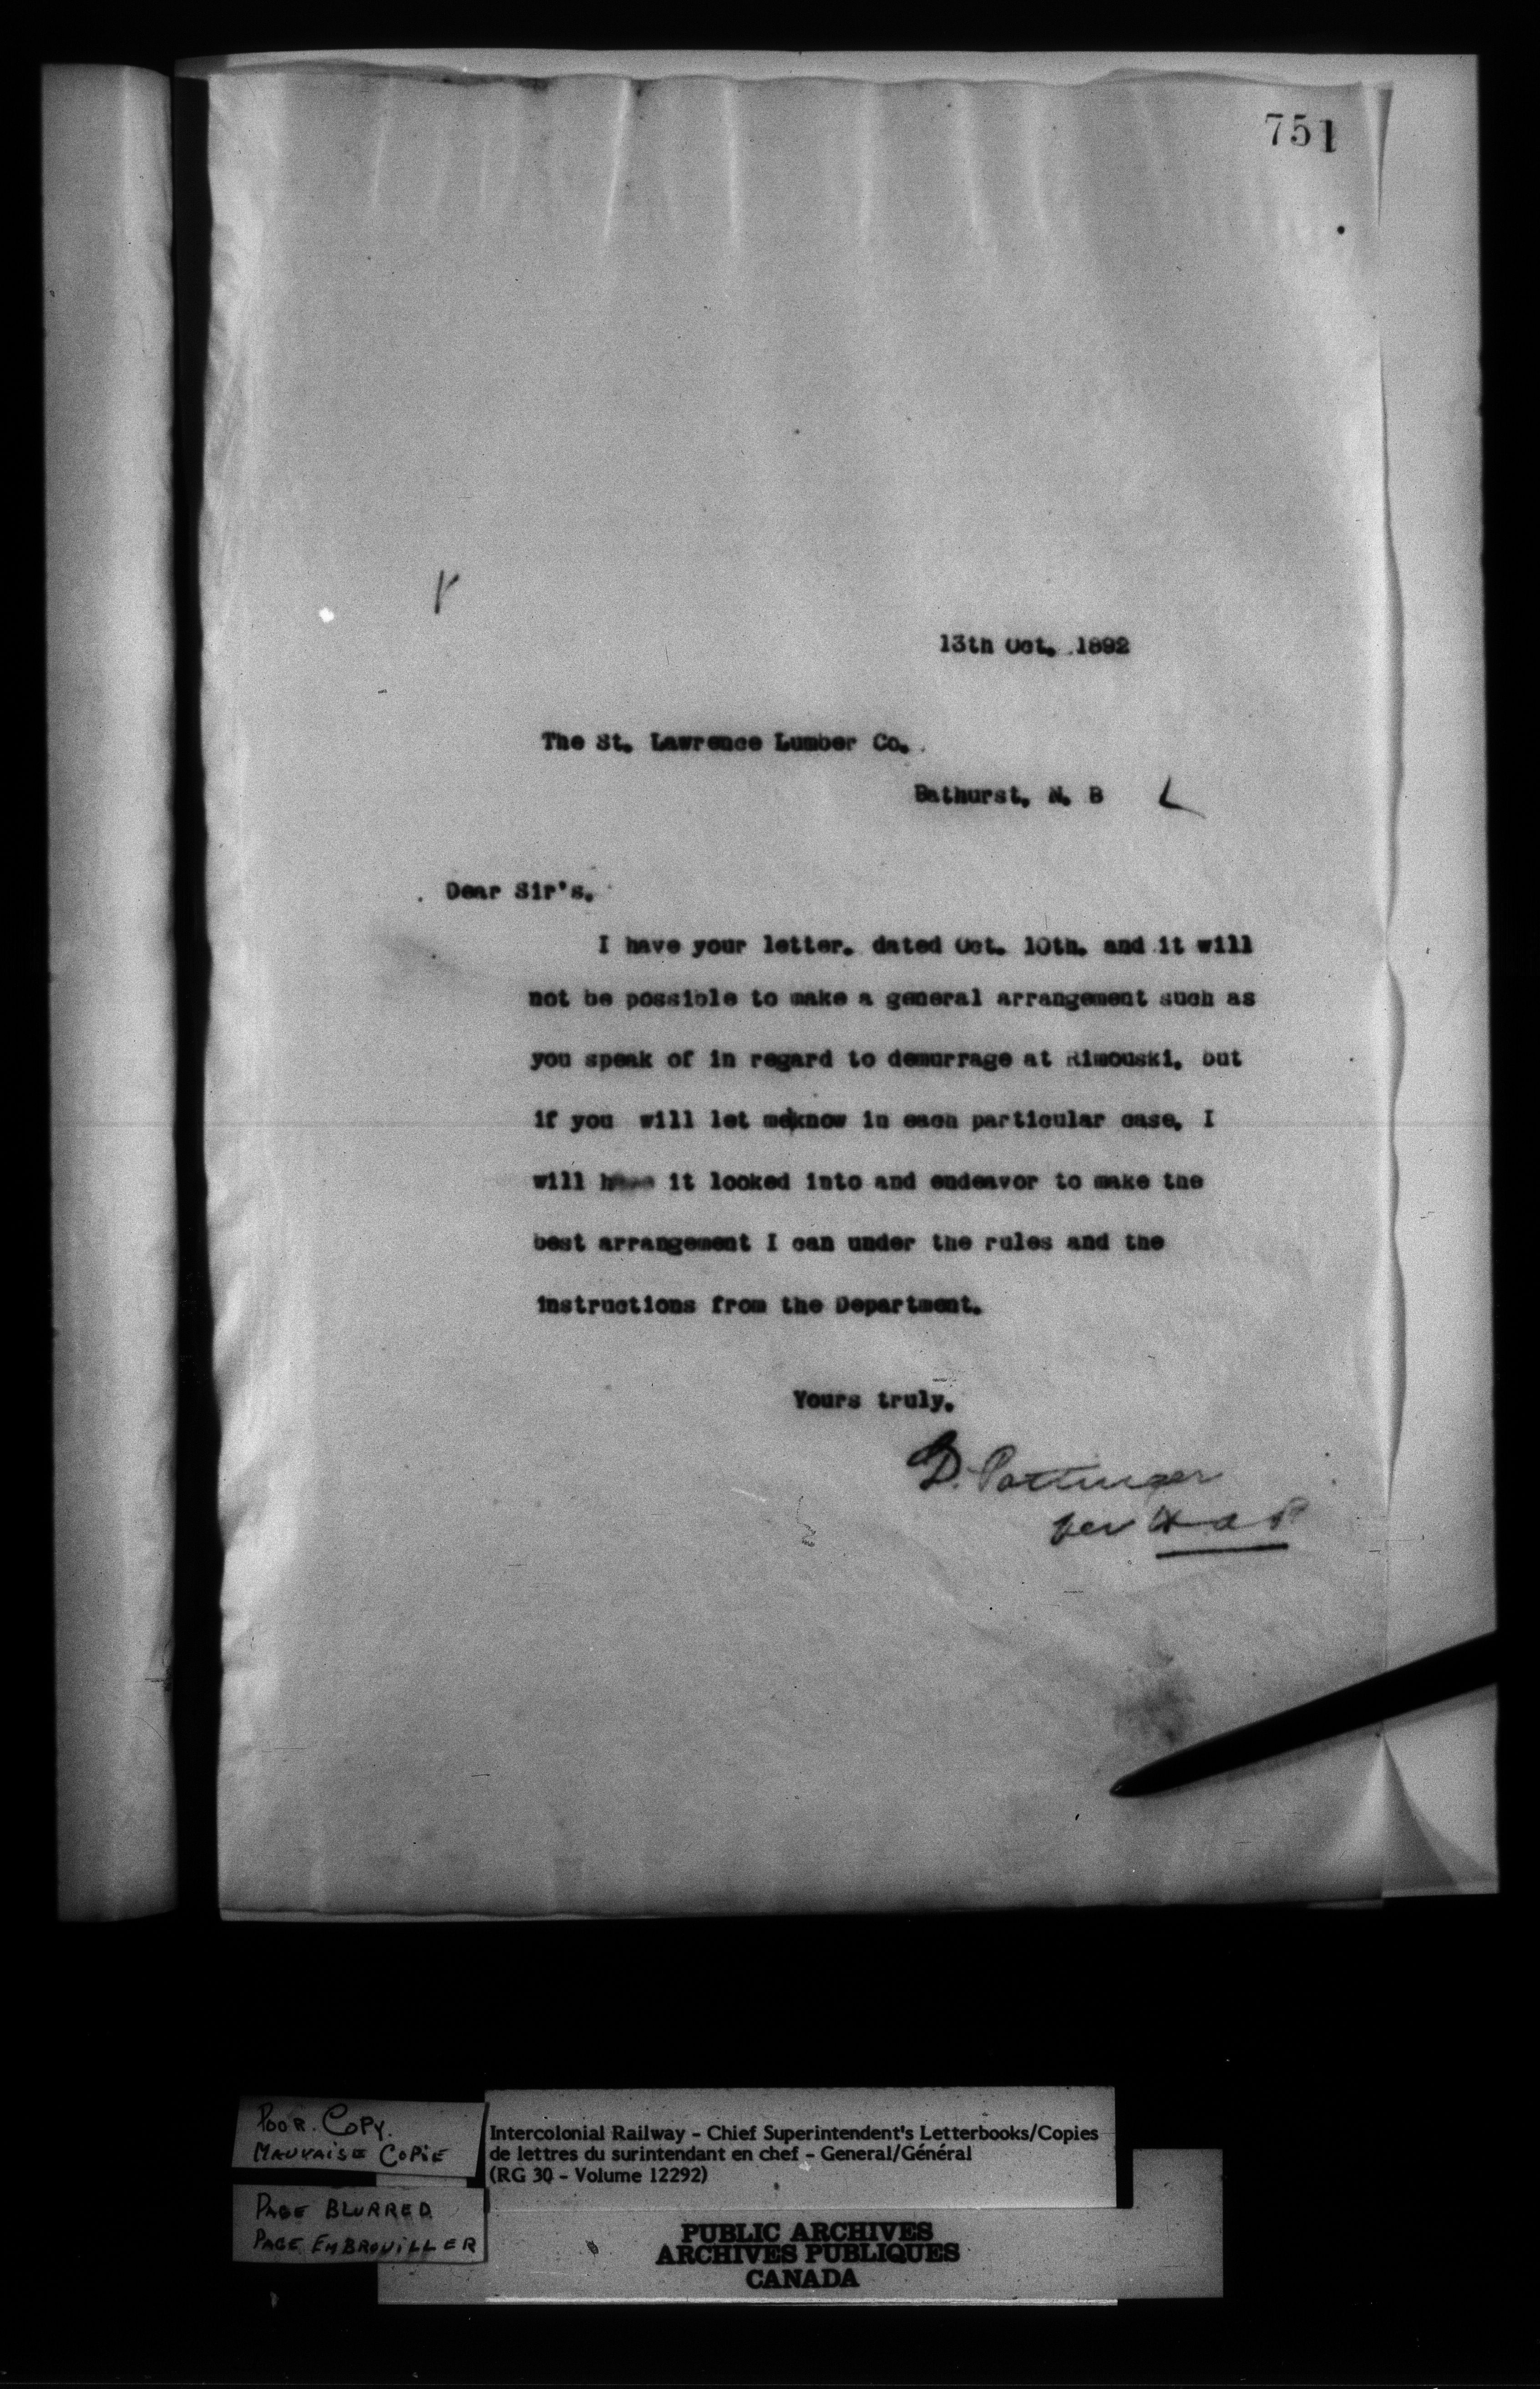 751
13th Oct. 1892
The St. Lawrence Lumber Co.
Bathurst. N. B
Dear Sir's.
I have your letter. dated Oct. 10th. and it will
not be possible to make a general arrangement such as
you speak of in regard to demurrage at Rimouski. but
if you will let me know in each particular case. I
will have it looked into and endeavor to make the
best arrangement I can under the rules and the
instructions from the Department.
Yours truly.
D. Pottinger
per
POOR. COPY.
MAUVAISE COPIE
PAGE BLURRED
PAGE EMBROUILLER
Intercolonial Railway - Chief Superintendent's Letterbooks/Copies
de lettres du surintendant en chef - General/Général
(RG 30 - Volume 12292)
PUBLIC ARCHIVES
ARCHIVES PUBLIQUES
CANADA